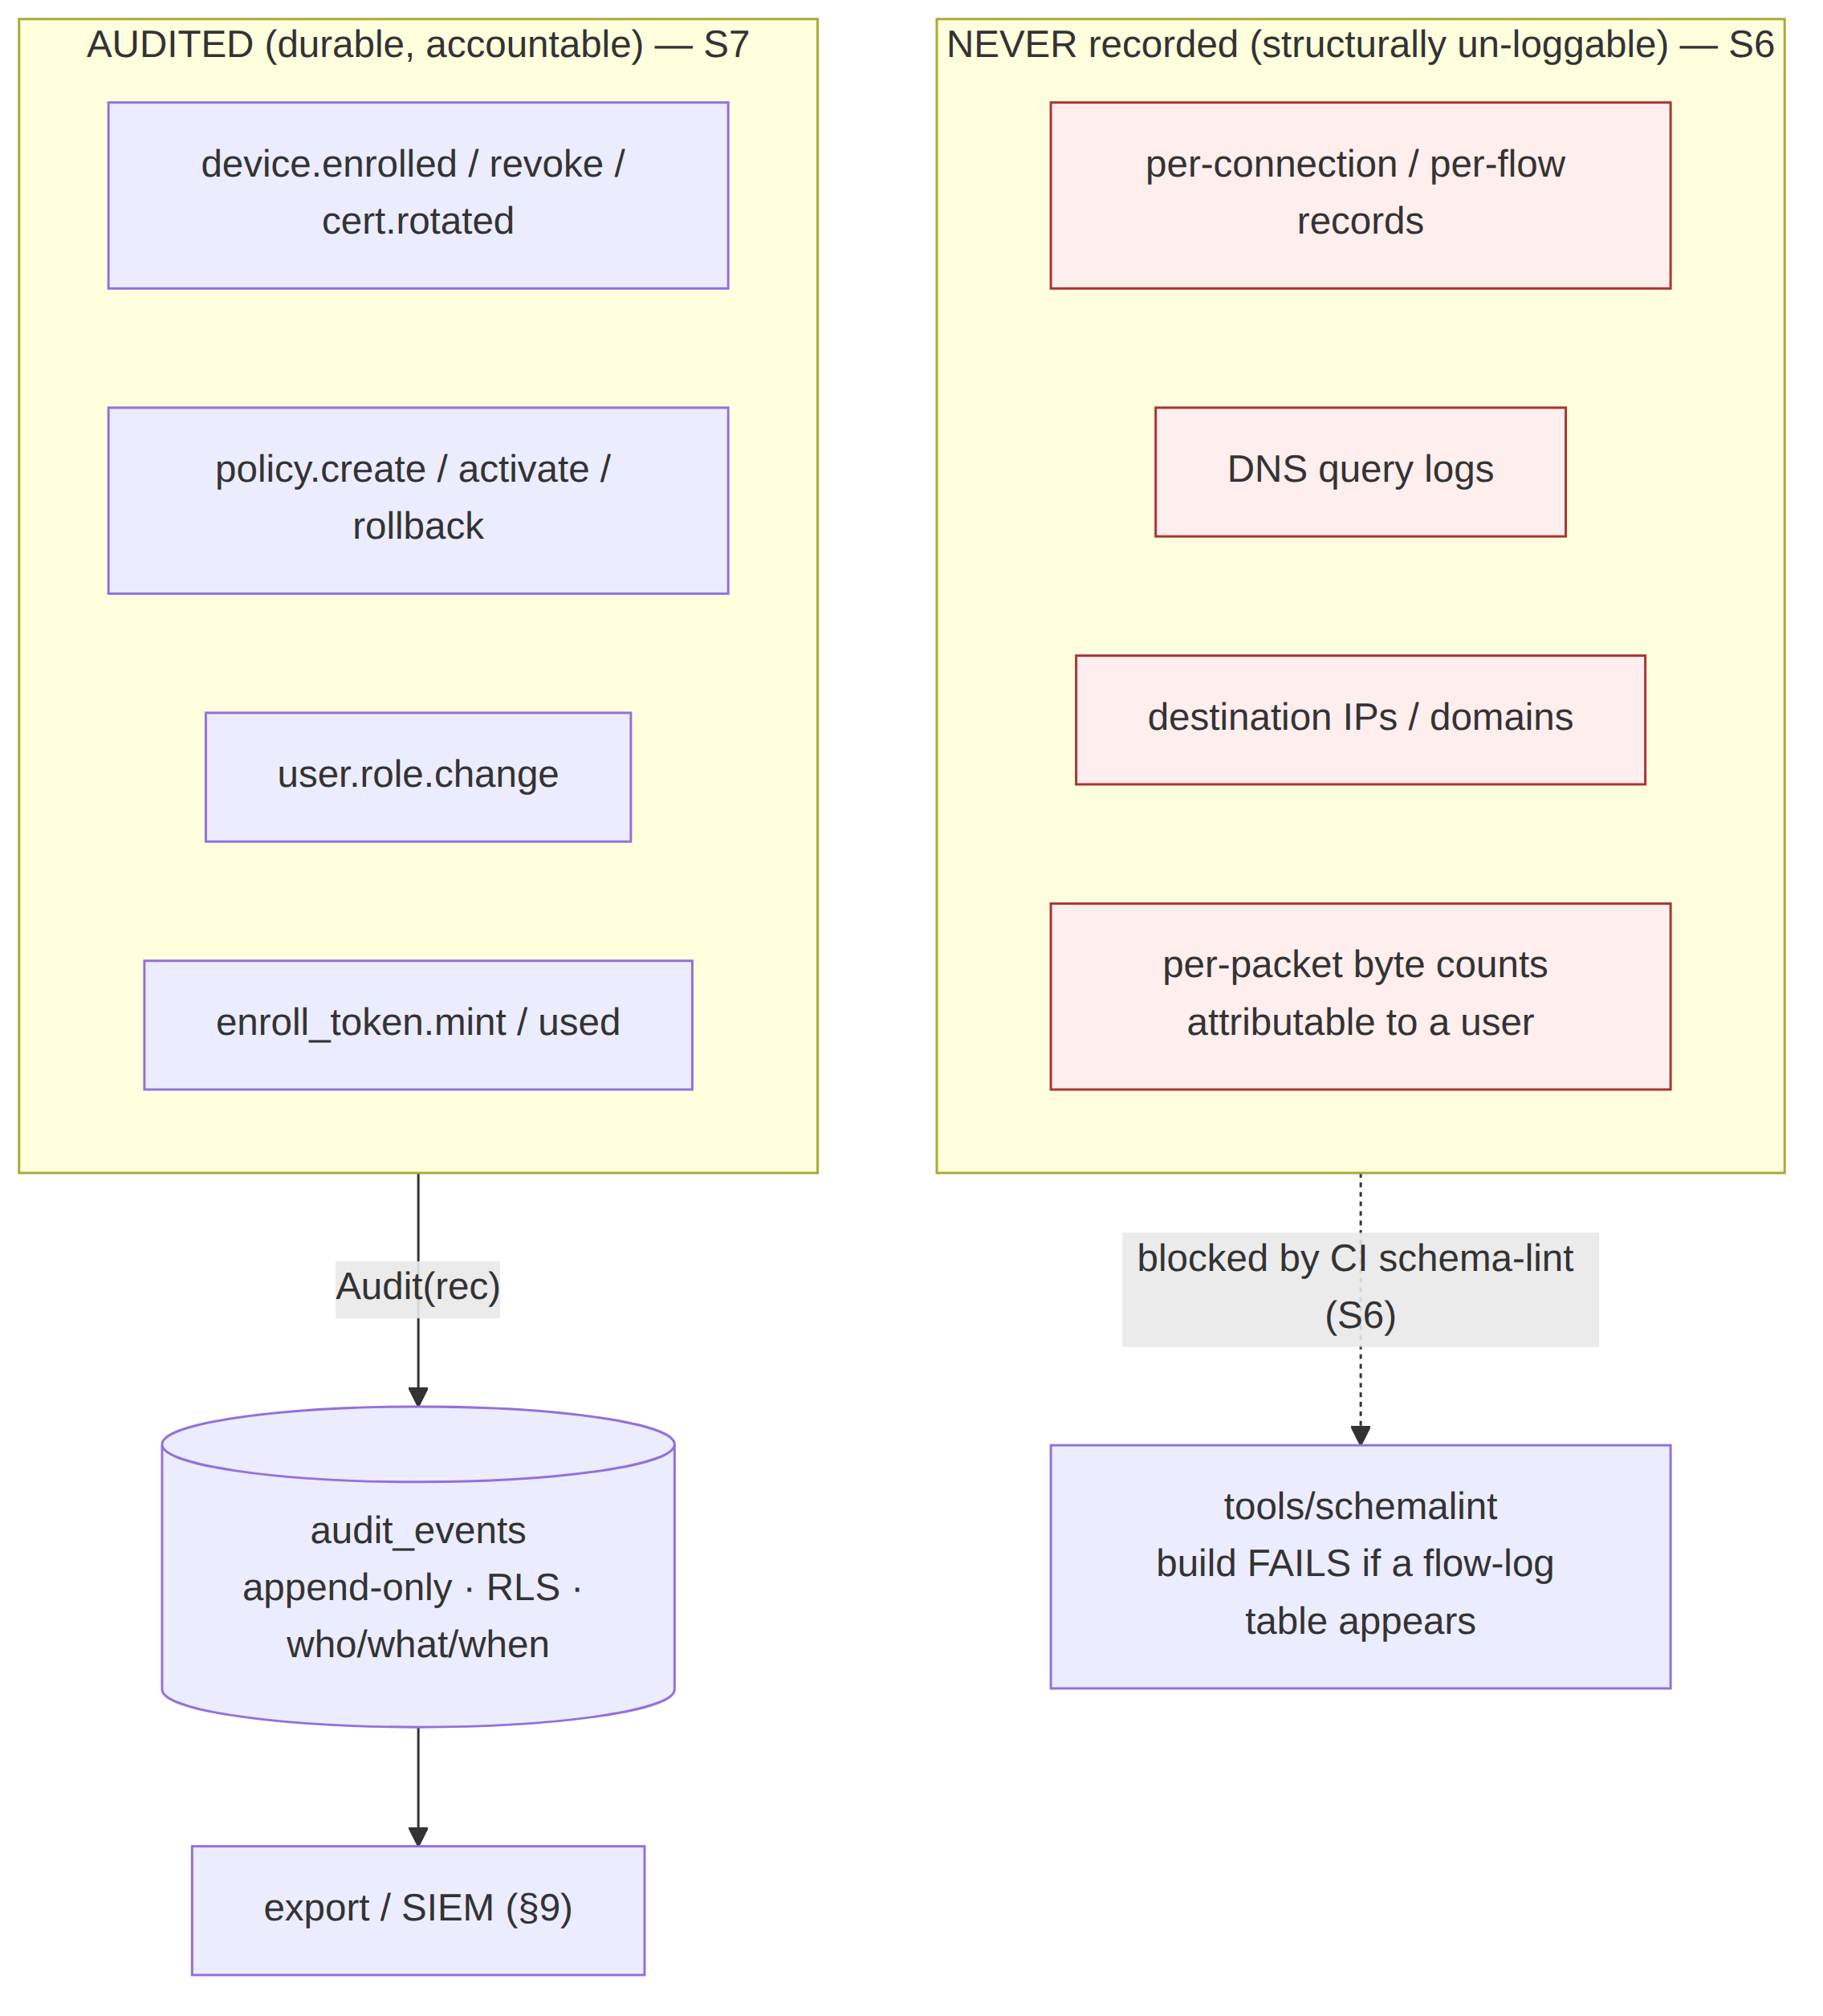 AUDITED (durable, accountable) — S7
device.enrolled / revoke /
cert.rotated
policy.create / activate /
rollback
user.role.change
enroll_token.mint / used
Audit(rec)
audit_events
append-only · RLS ·
who/what/when
export / SIEM (§9)
NEVER recorded (structurally un-loggable) — S6
per-connection / per-flow
records
DNS query logs
destination IPs / domains
per-packet byte counts
attributable to a user
blocked by CI schema-lint
(S6)
tools/schemalint
build FAILS if a flow-log
table appears